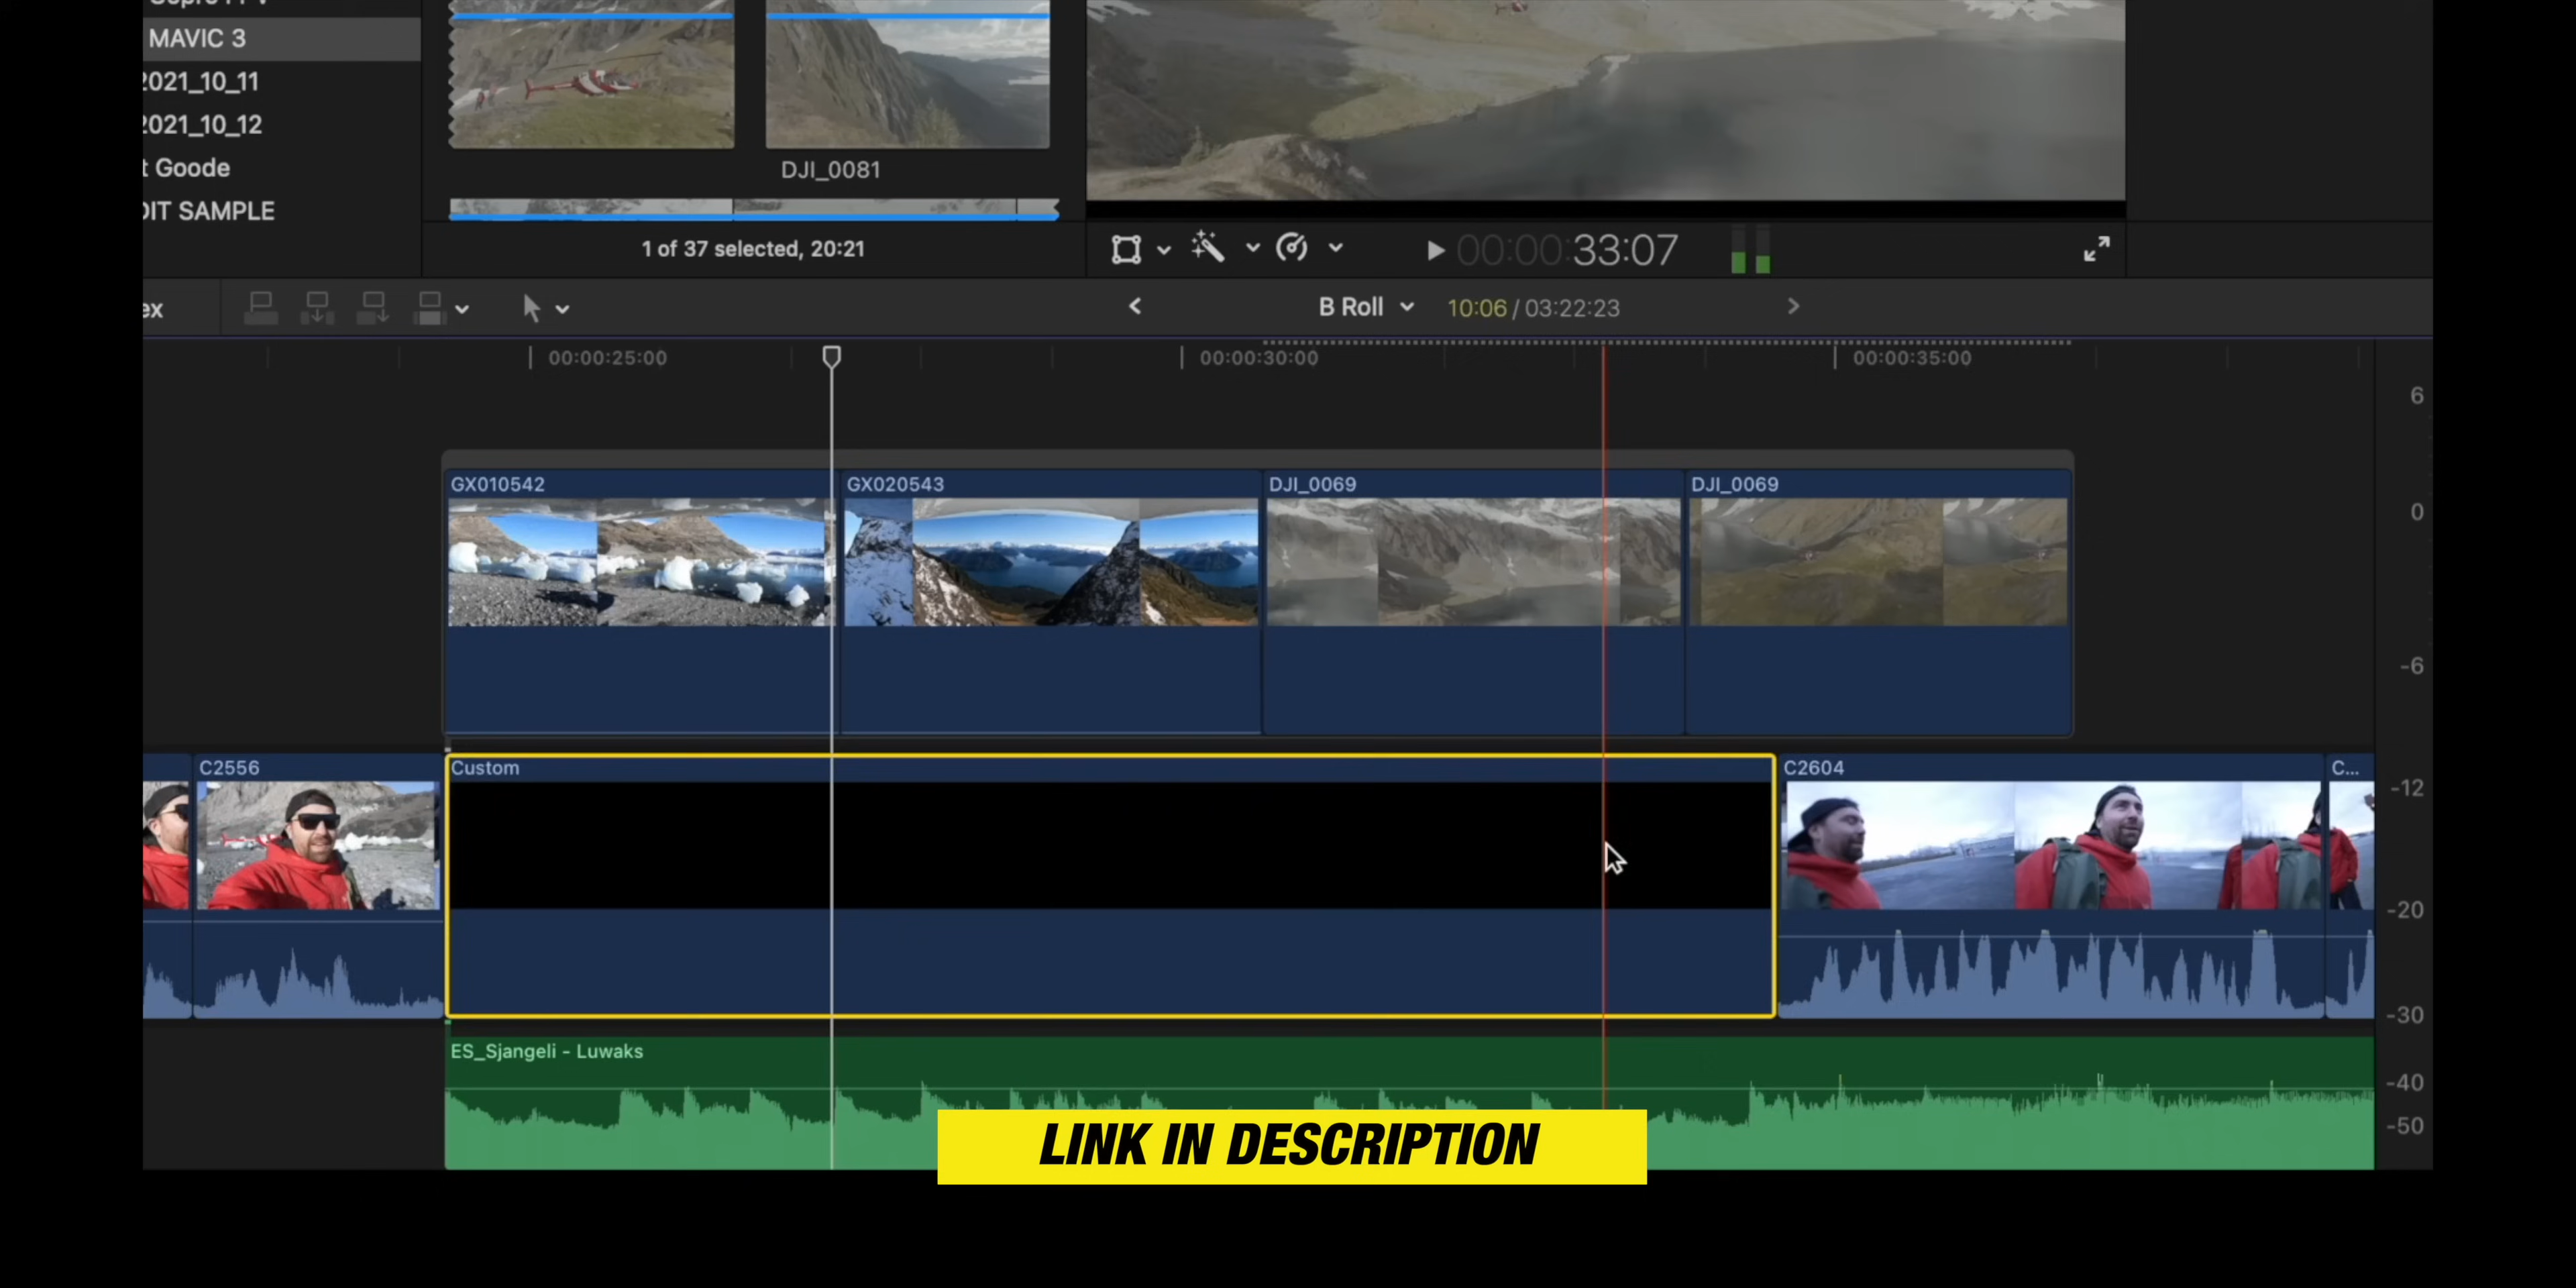 MAVIC 3
2021_10_11
2021_10_12
t Goode
DIT SAMPLE
DJI_0081
1 of 37 selected, 20:21
00:00:33:07
ex
B Roll
10:06 / 03:22:23
00:00:25:00
00:00:30:00
00:00:35:00
6
0
-6
-12
-20
-30
-40
-50
GX010542
GX020543
DJI_0069
DJI_0069
C2556
Custom
C2604
C...
ES_Sjangeli - Luwaks
LINK IN DESCRIPTION